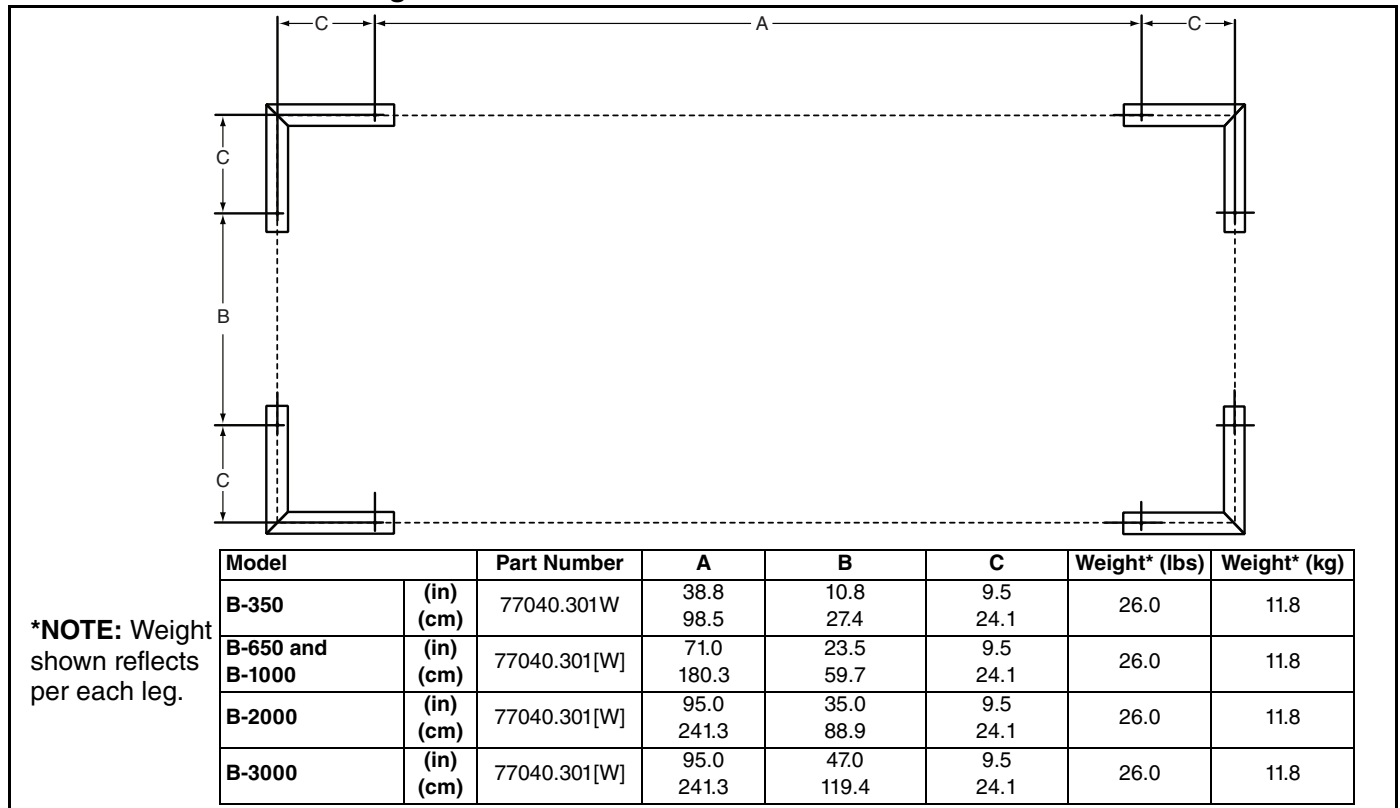 C
A
C
C
B
C
Model Part Number A B C Weight* (lbs) Weight* (kg)
B-350 (in) 77040.301W 38.8 10.8 9.5 26.0 11.8
(cm) 98.5 27.4 24.1
B-650 and (in) 77040.301[W] 71.0 23.5 9.5 26.0 11.8
B-1000 (cm) 180.3 59.7 24.1
B-2000 (in) 77040.301[W] 95.0 35.0 9.5 26.0 11.8
(cm) 241.3 88.9 24.1
B-3000 (in) 77040.301[W] 95.0 47.0 9.5 26.0 11.8
(cm) 241.3 119.4 24.1
*NOTE: Weight
shown reflects
per each leg.